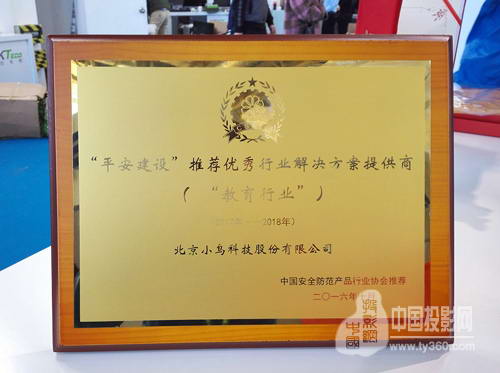 “平安建设”推荐优秀行业解决方案提供商
（“教育行业”）
2018年）
北京小鸟科技股份有限公司
中国安全防范产品行业协会推荐
二〇一六年
中国投影网
www.ty360.com